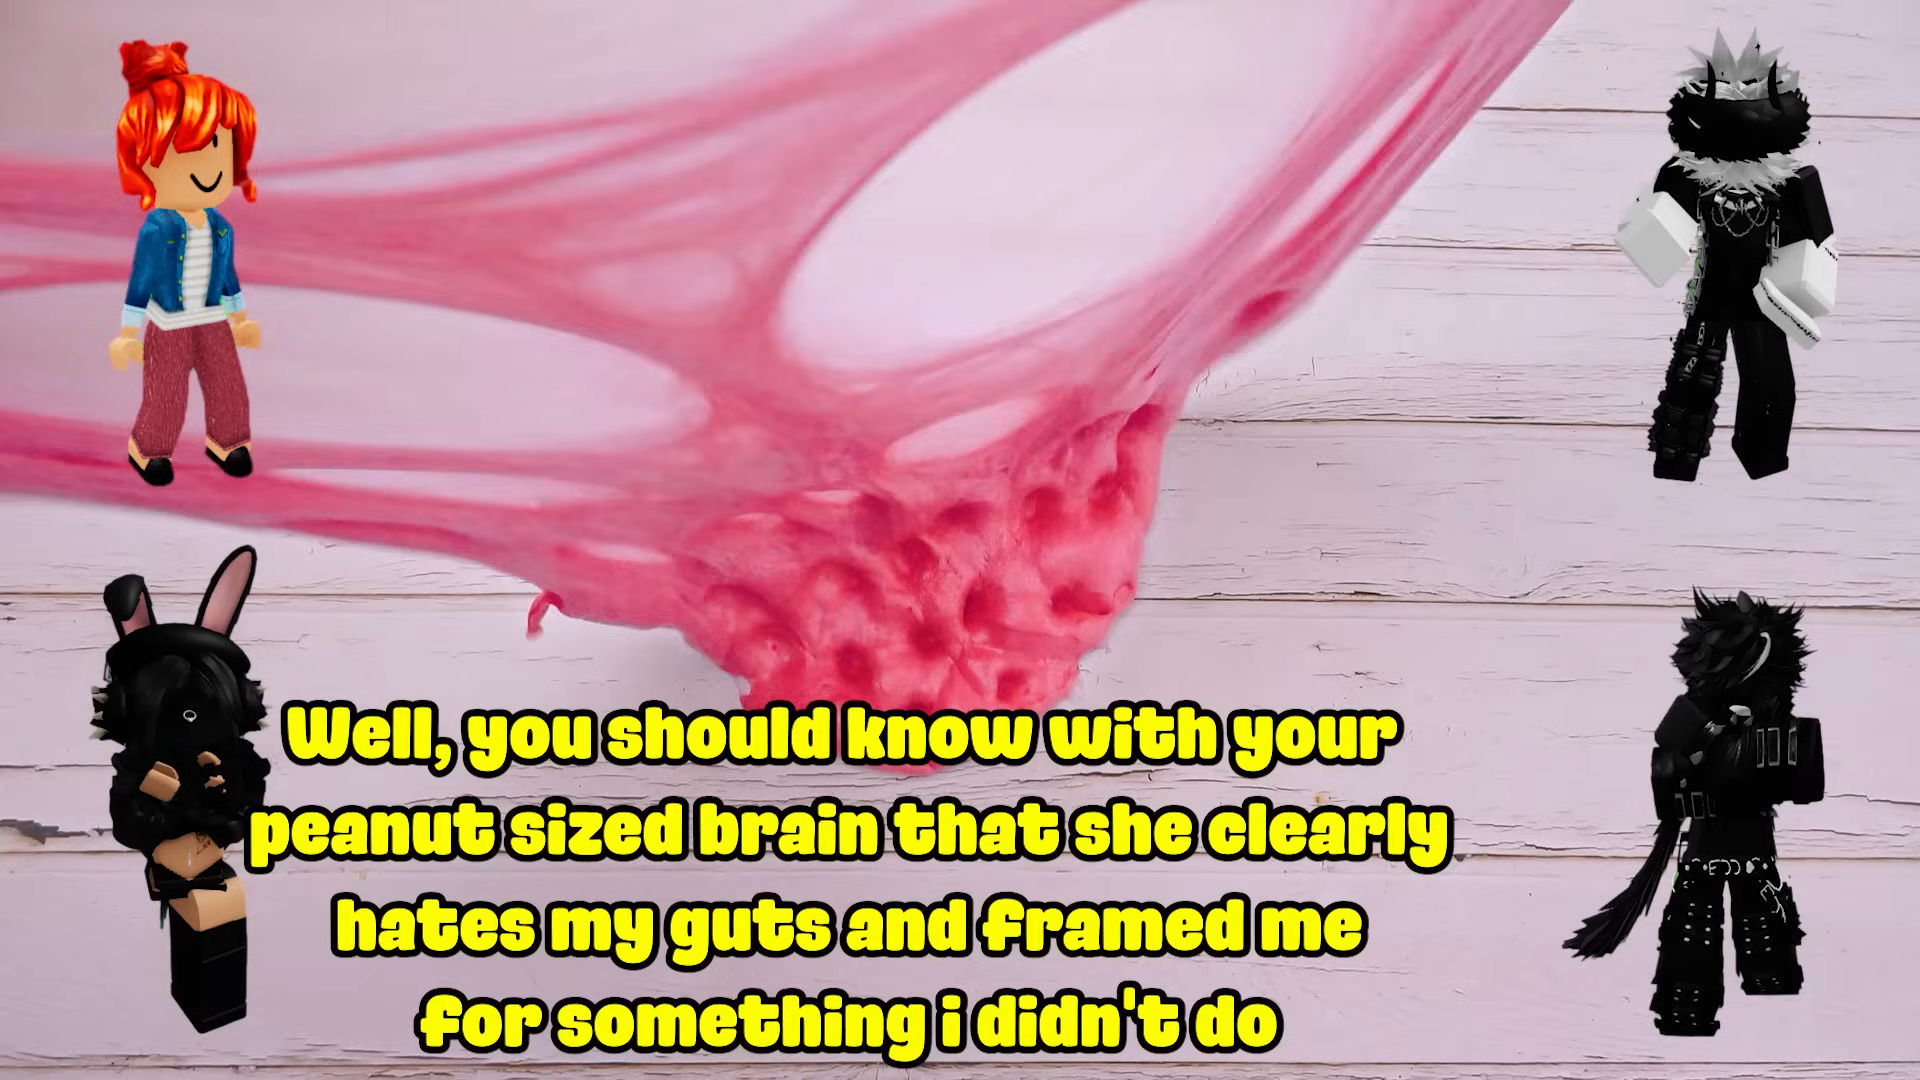 Well, you should know with your
peanut sized brain that she clearly
hates my guts and framed me
for something i didn't do